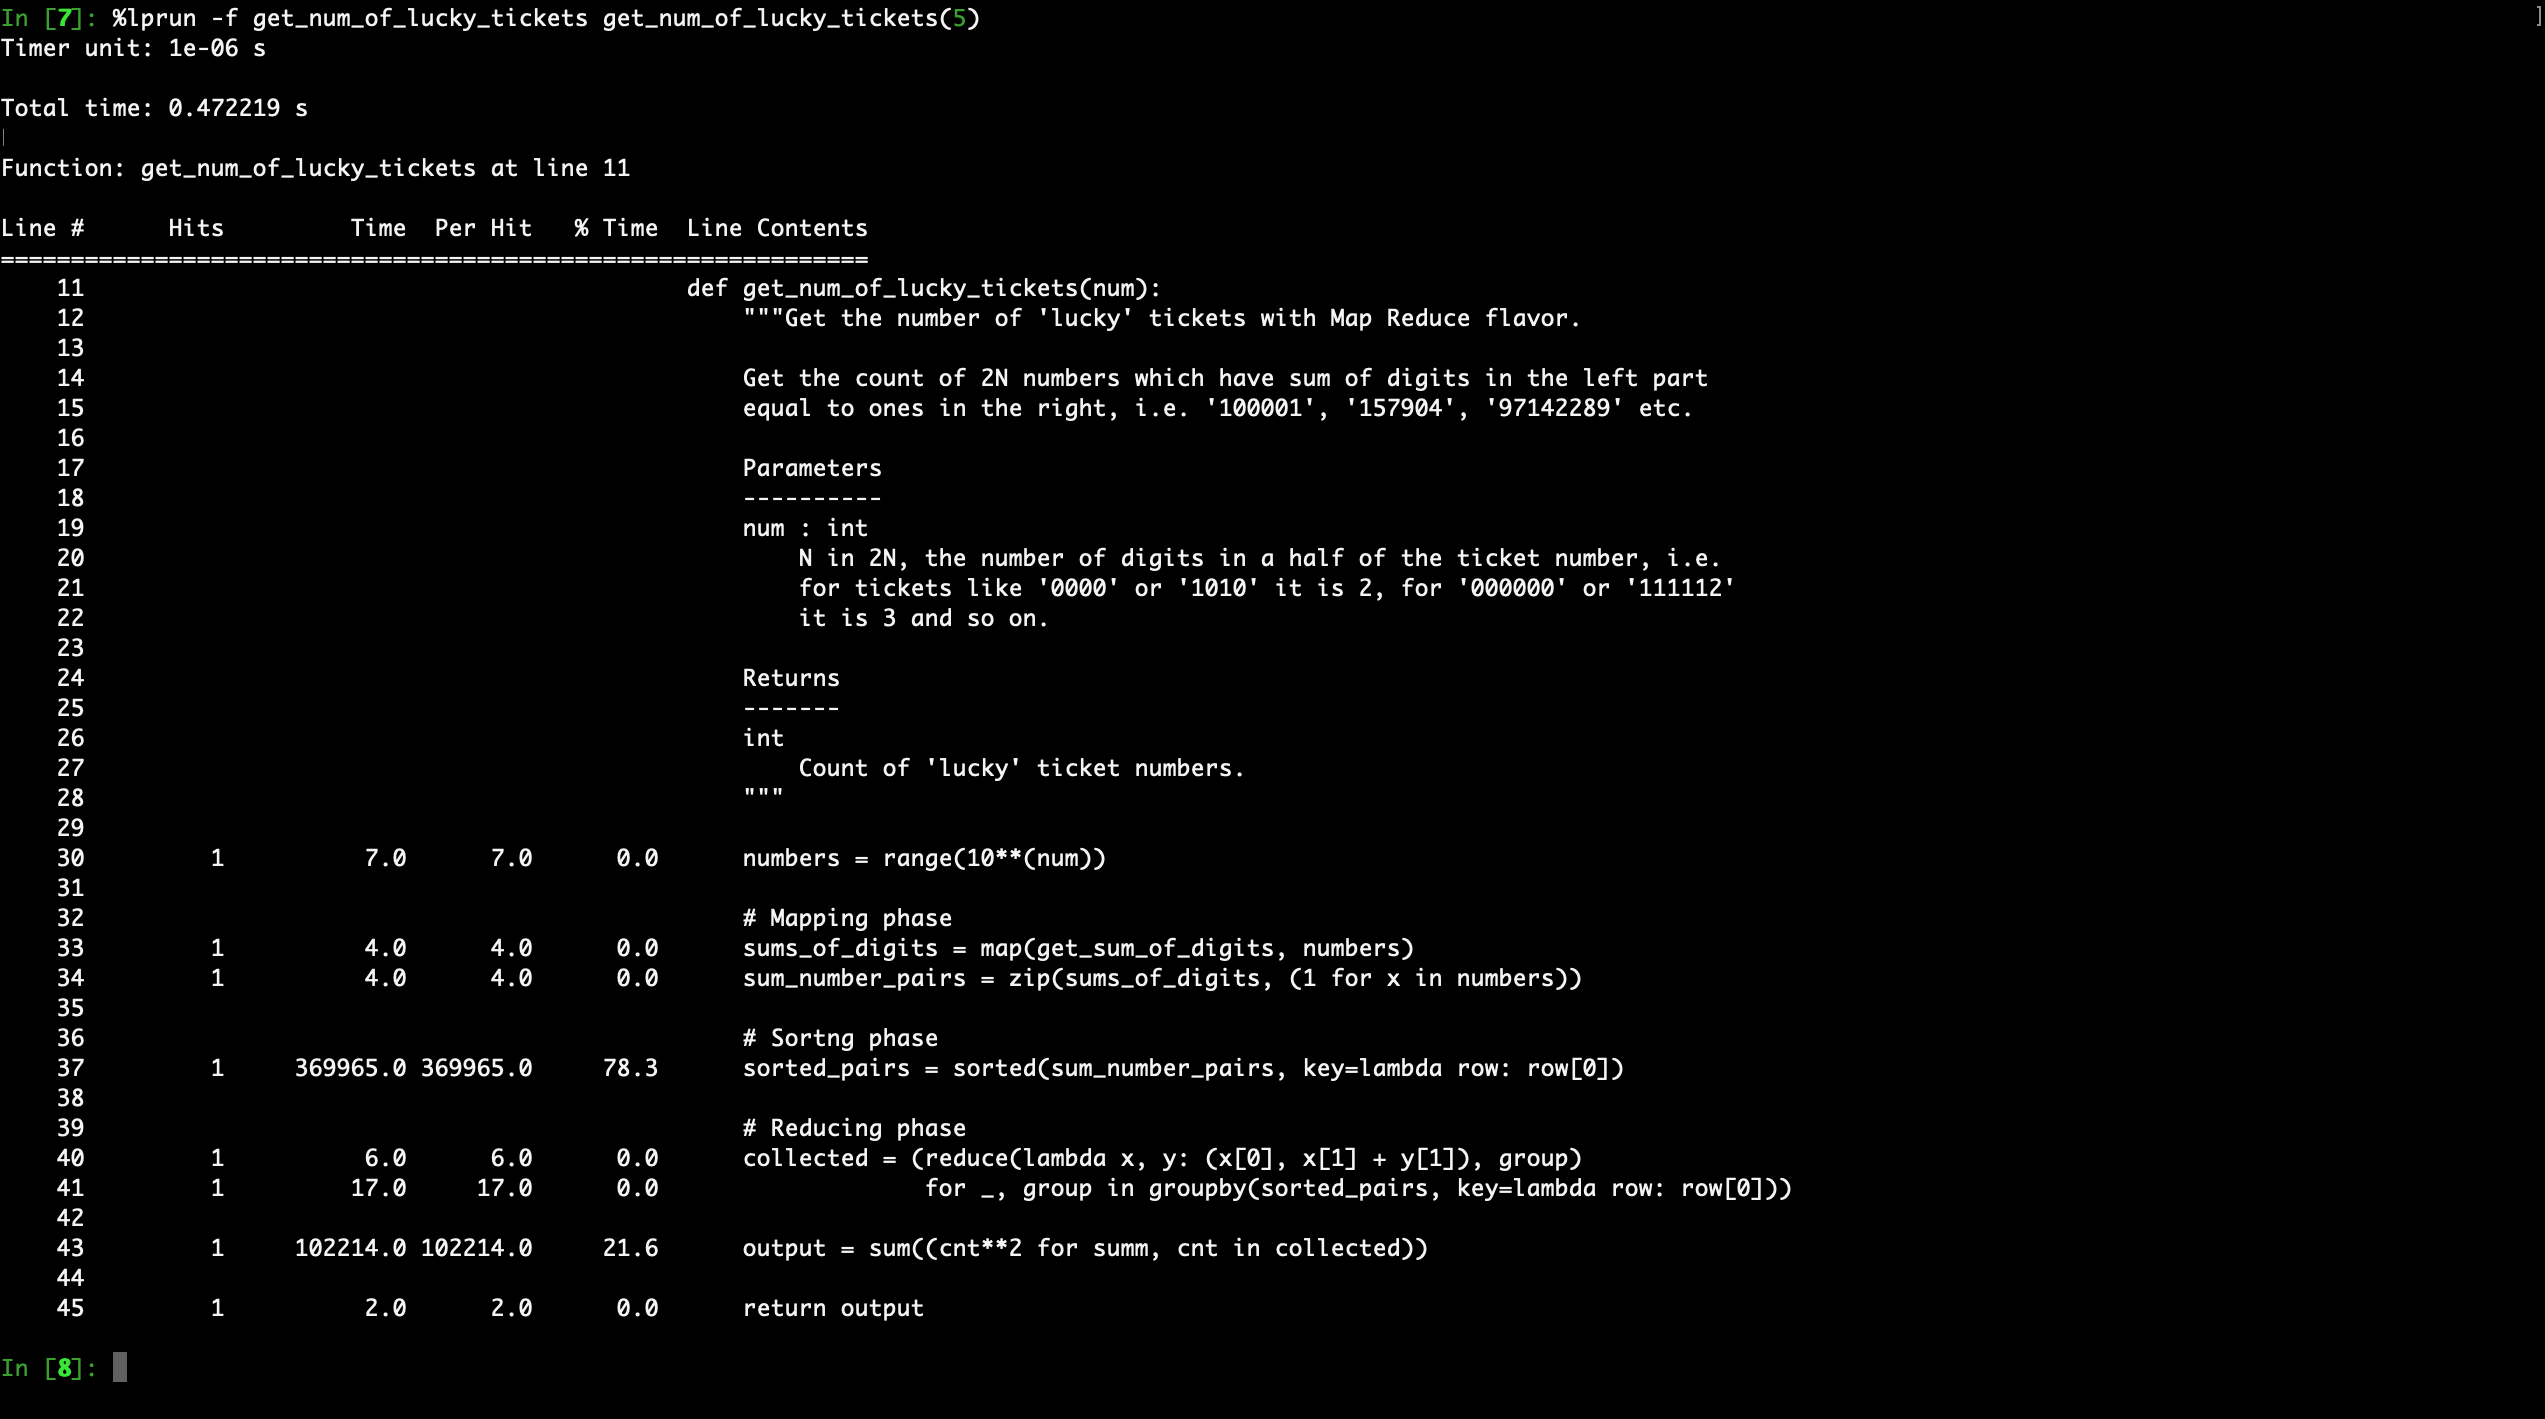 In [7]: %lprun -f get_num_of_lucky_tickets get_num_of_lucky_tickets(5)
Timer unit: 1e-06 s

Total time: 0.472219 s

Function: get_num_of_lucky_tickets at line 11

Line #      Hits         Time  Per Hit   % Time  Line Contents
==============================================================
    11                                           def get_num_of_lucky_tickets(num):
    12                                               """Get the number of 'lucky' tickets with Map Reduce flavor.
    13
    14                                               Get the count of 2N numbers which have sum of digits in the left part
    15                                               equal to ones in the right, i.e. '100001', '157904', '97142289' etc.
    16
    17                                               Parameters
    18                                               ----------
    19                                               num : int
    20                                                   N in 2N, the number of digits in a half of the ticket number, i.e.
    21                                                   for tickets like '0000' or '1010' it is 2, for '000000' or '111112'
    22                                                   it is 3 and so on.
    23
    24                                               Returns
    25                                               -------
    26                                               int
    27                                                   Count of 'lucky' ticket numbers.
    28                                               """
    29
    30         1          7.0      7.0      0.0      numbers = range(10**(num))
    31
    32                                               # Mapping phase
    33         1          4.0      4.0      0.0      sums_of_digits = map(get_sum_of_digits, numbers)
    34         1          4.0      4.0      0.0      sum_number_pairs = zip(sums_of_digits, (1 for x in numbers))
    35
    36                                               # Sortng phase
    37         1     369965.0 369965.0     78.3      sorted_pairs = sorted(sum_number_pairs, key=lambda row: row[0])
    38
    39                                               # Reducing phase
    40         1          6.0      6.0      0.0      collected = (reduce(lambda x, y: (x[0], x[1] + y[1]), group)
    41         1         17.0     17.0      0.0                   for _, group in groupby(sorted_pairs, key=lambda row: row[0]))
    42
    43         1     102214.0 102214.0     21.6      output = sum((cnt**2 for summ, cnt in collected))
    44
    45         1          2.0      2.0      0.0      return output

In [8]: